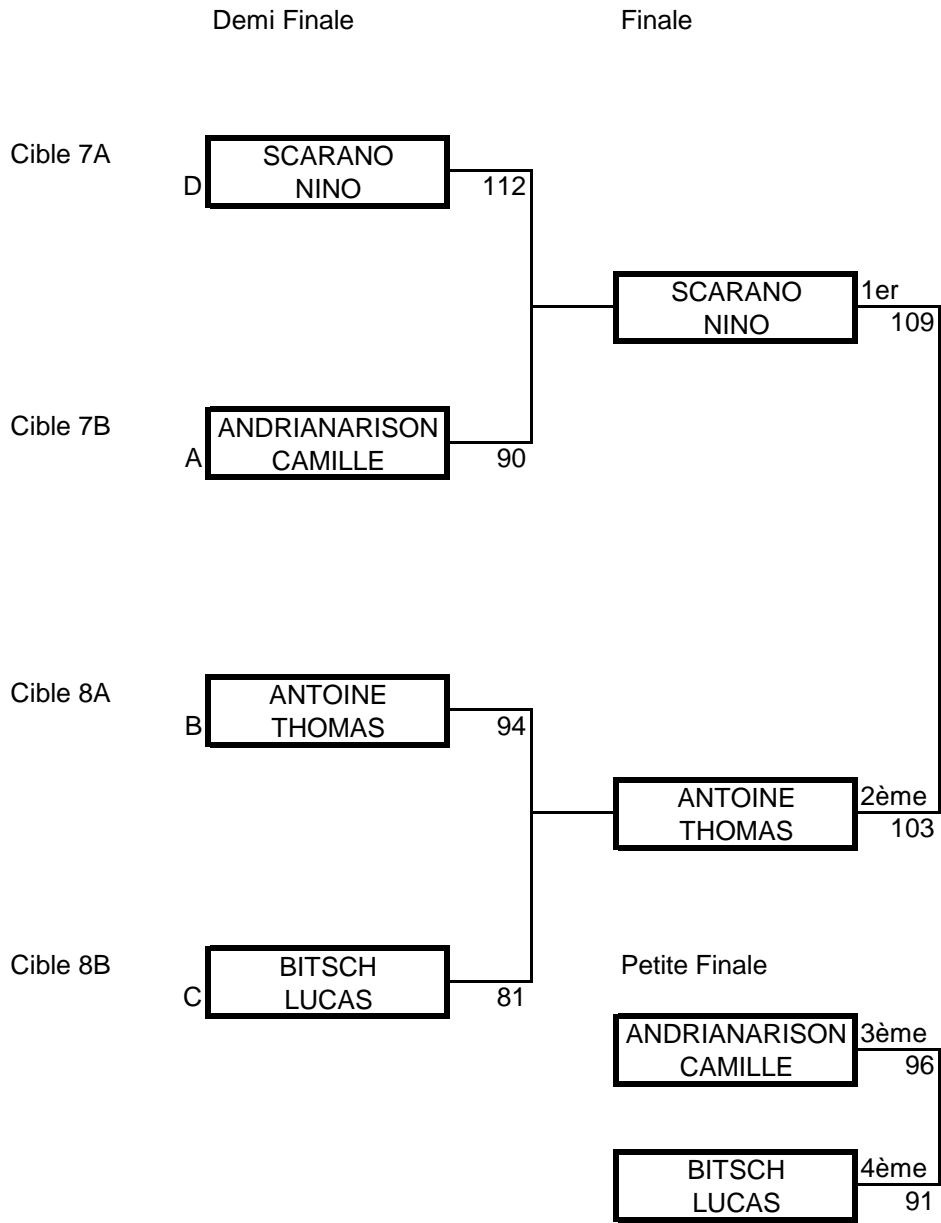 Demi Finale
Finale
Cible 7A
SCARANO
NINO
D
112
SCARANO
NINO
1er
109
Cible 7B
ANDRIANARISON
CAMILLE
A
90
Cible 8A
ANTOINE
THOMAS
B
94
ANTOINE
THOMAS
2ème
103
Cible 8B
BITSCH
LUCAS
C
81
Petite Finale
ANDRIANARISON
CAMILLE
3ème
96
BITSCH
LUCAS
4ème
91